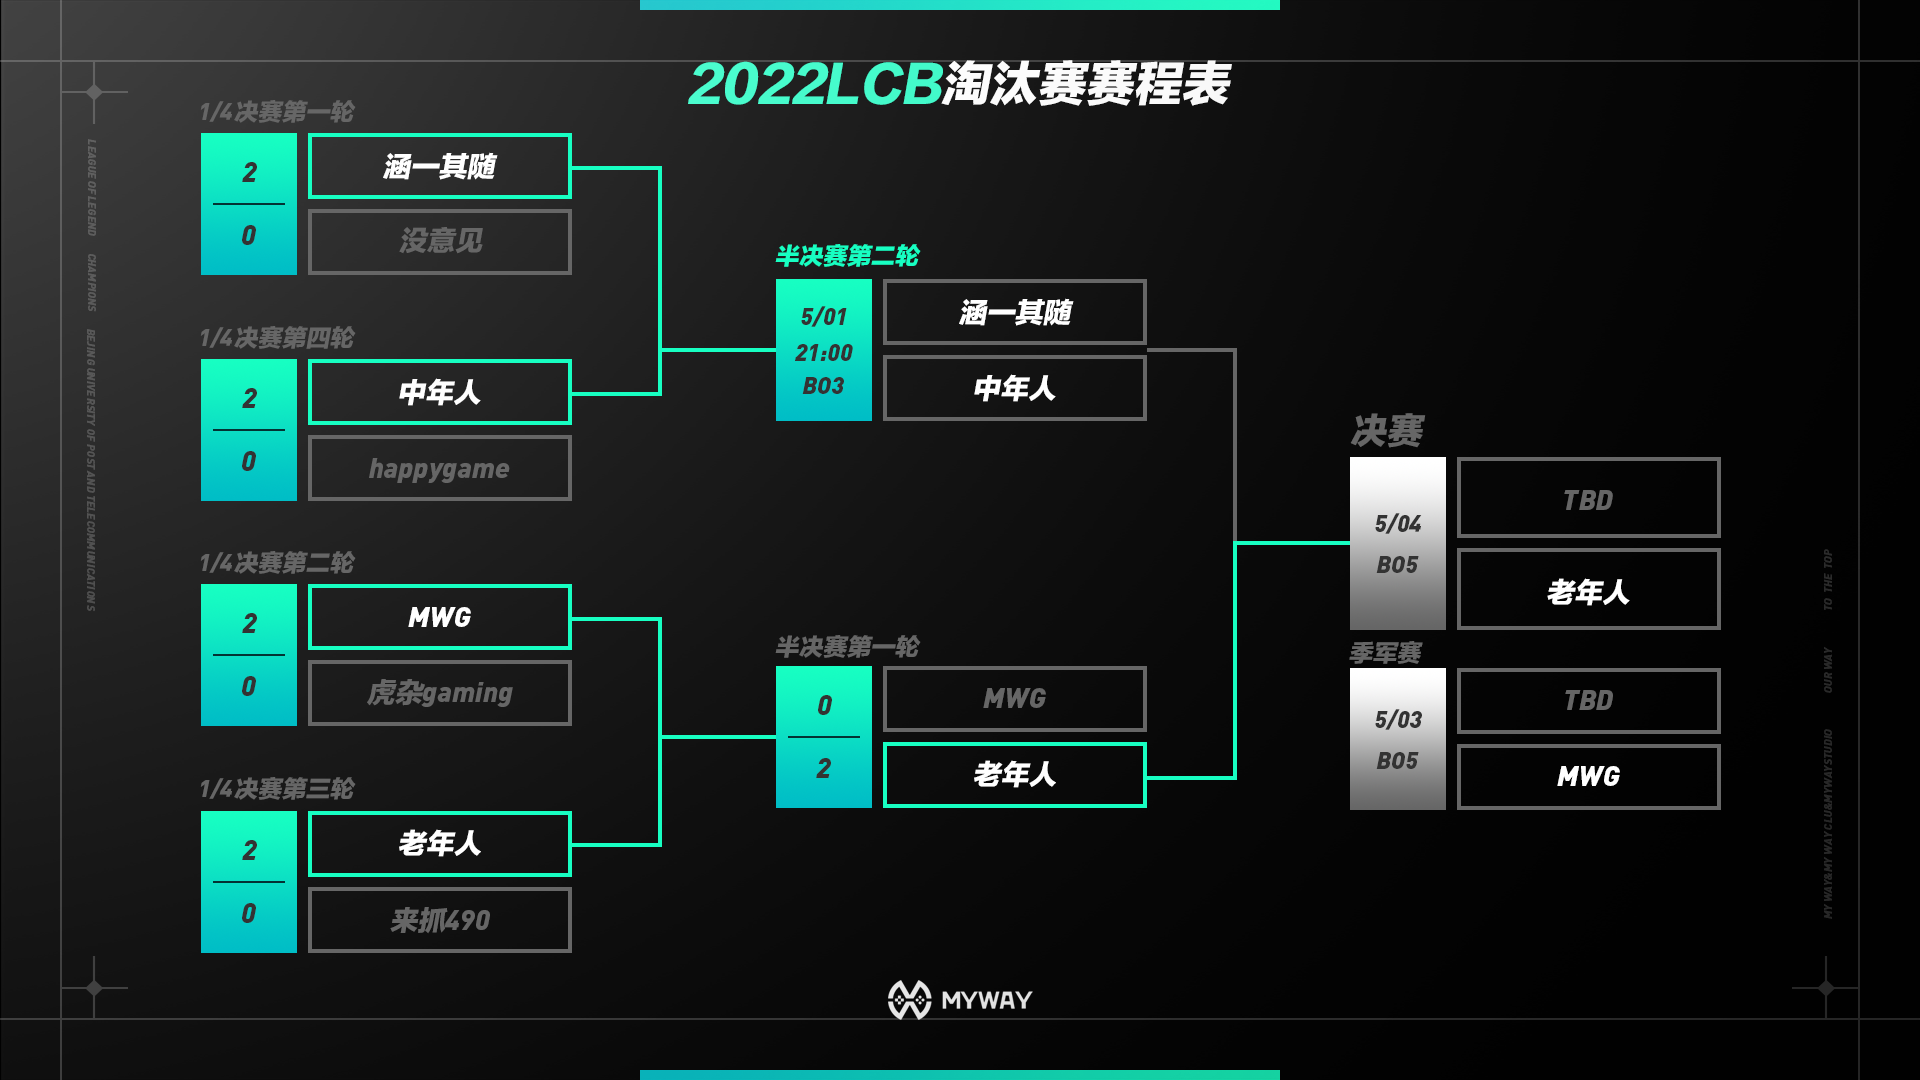 2022LCB淘汰赛赛程表
1/4决赛第一轮
2
0
涵一其随
没意见
1/4决赛第四轮
2
0
中年人
happygame
1/4决赛第二轮
2
0
MWG
虎杂gaming
1/4决赛第三轮
2
0
老年人
来抓490
半决赛第二轮
5/01
21:00
BO3
涵一其随
中年人
半决赛第一轮
0
2
MWG
老年人
决赛
5/04
BO5
TBD
老年人
季军赛
5/03
BO5
TBD
MWG
LEAGUE OF LEGEND CHAMPIONS BEJING UNIVERSITY OF POST AND TELECOMMUNICATIONS
MY WAY&MY WAY CLU&MYWAYSTUDIO OUR WAY TO THE TOP
MYWAY